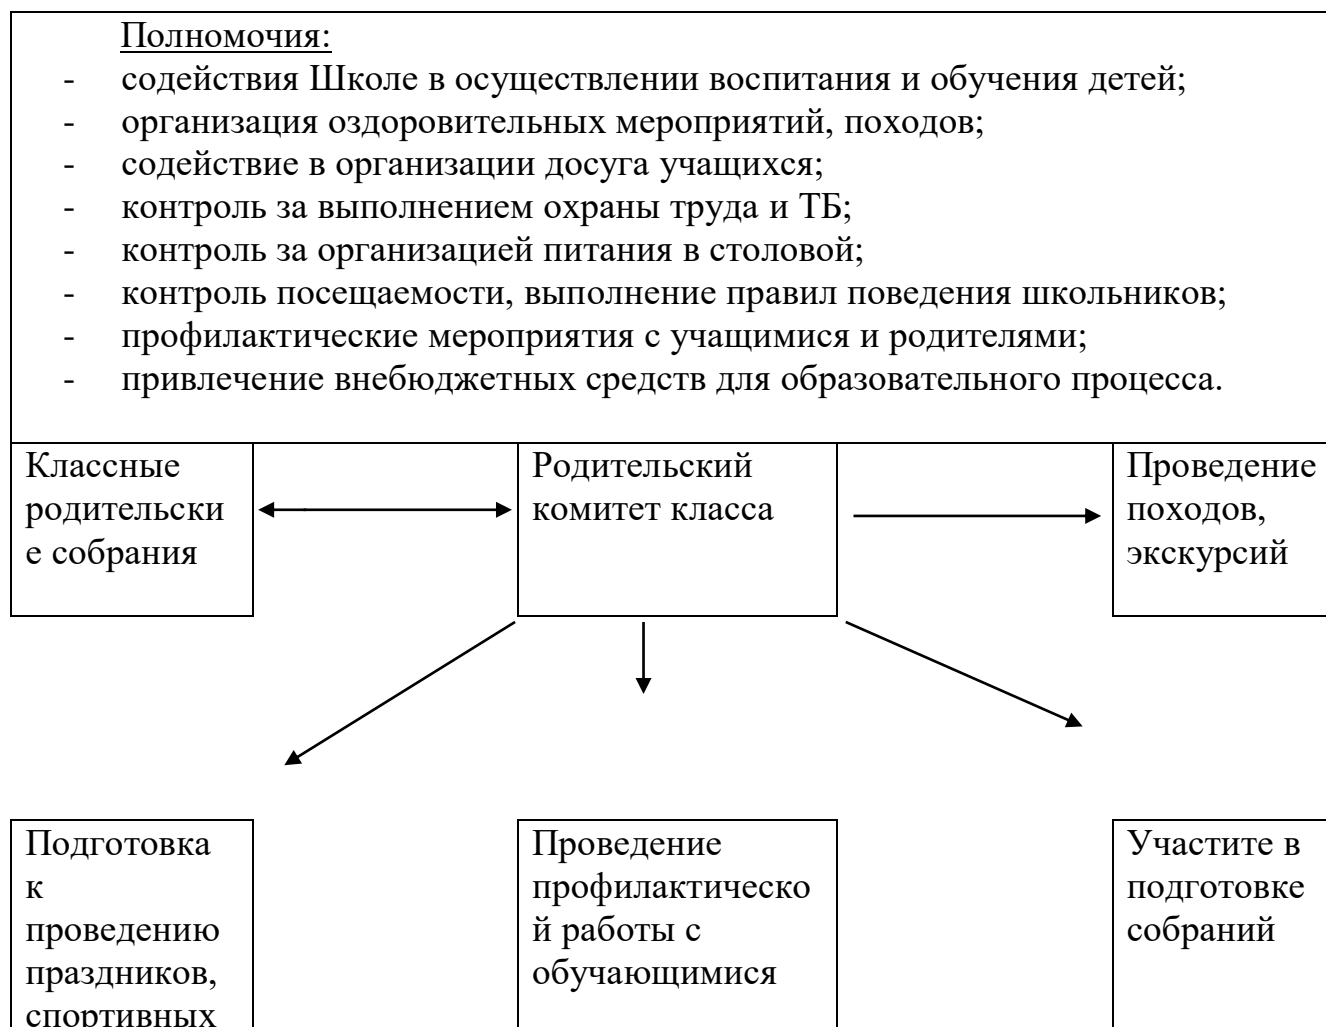 Полномочия:
- содействия Школе в осуществлении воспитания и обучения детей;
- организация оздоровительных мероприятий, походов;
- содействие в организации досуга учащихся;
- контроль за выполнением охраны труда и ТБ;
- контроль за организацией питания в столовой;
- контроль посещаемости, выполнение правил поведения школьников;
- профилактические мероприятия с учащимися и родителями;
- привлечение внебюджетных средств для образовательного процесса.
Классные
родительски
е собрания
Родительский
комитет класса
Проведение
походов,
экскурсий
Подготовка
к
проведению
праздников,
спортивных
Проведение
профилактическо
й работы с
обучающимися
Участите в
подготовке
собраний